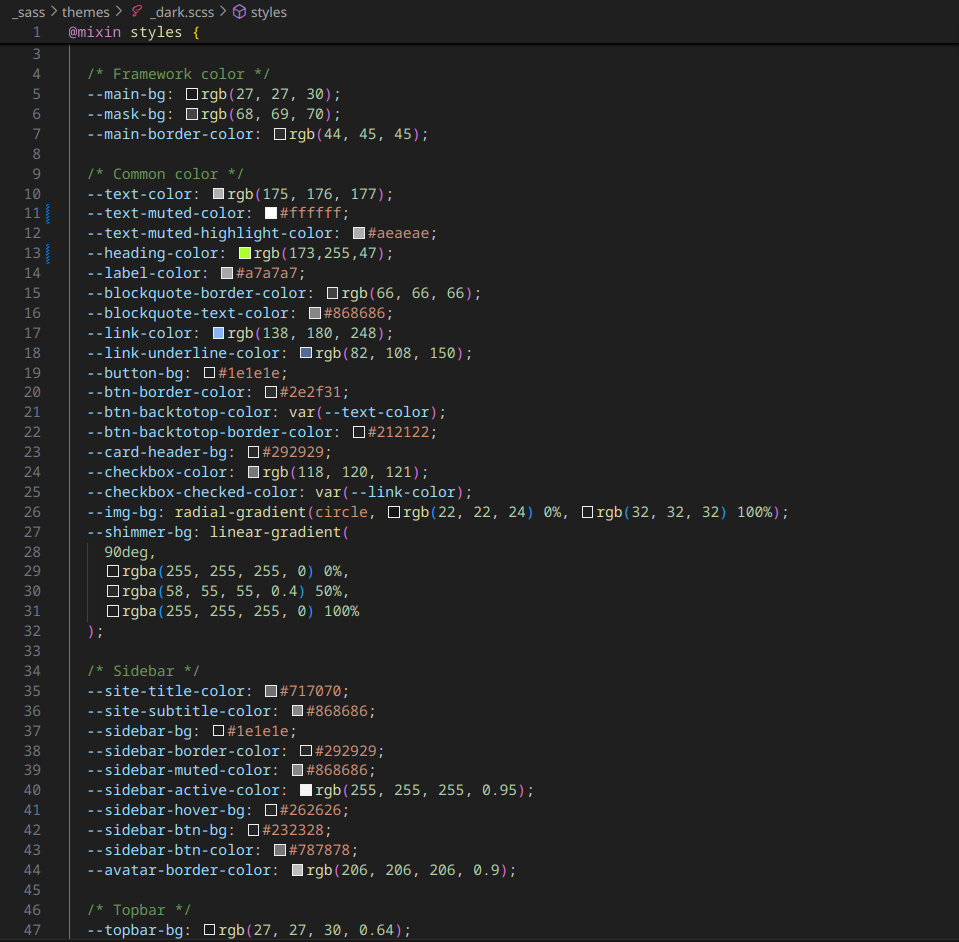 _sass > themes > _dark.scss > styles
1 @mixin styles {
3
4 /* Framework color */
5 --main-bg: rgb(27, 27, 30);
6 --mask-bg: rgb(68, 69, 70);
7 --main-border-color: rgb(44, 45, 45);
8
9 /* Common color */
10 --text-color: rgb(175, 176, 177);
11 --text-muted-color: #ffffff;
12 --text-muted-highlight-color: #aeaeae;
13 --heading-color: rgb(173,255,47);
14 --label-color: #a7a7a7;
15 --blockquote-border-color: rgb(66, 66, 66);
16 --blockquote-text-color: #868686;
17 --link-color: rgb(138, 180, 248);
18 --link-underline-color: rgb(82, 108, 150);
19 --button-bg: #1e1e1e;
20 --btn-border-color: #2e2f31;
21 --btn-backtotop-color: var(--text-color);
22 --btn-backtotop-border-color: #212122;
23 --card-header-bg: #292929;
24 --checkbox-color: rgb(118, 120, 121);
25 --checkbox-checked-color: var(--link-color);
26 --img-bg: radial-gradient(circle, rgb(22, 22, 24) 0%, rgb(32, 32, 32) 100%);
27 --shimmer-bg: linear-gradient(
28 90deg,
29 rgba(255, 255, 255, 0) 0%,
30 rgba(58, 55, 55, 0.4) 50%,
31 rgba(255, 255, 255, 0) 100%
32 );
33
34 /* Sidebar */
35 --site-title-color: #717070;
36 --site-subtitle-color: #868686;
37 --sidebar-bg: #1e1e1e;
38 --sidebar-border-color: #292929;
39 --sidebar-muted-color: #868686;
40 --sidebar-active-color: rgb(255, 255, 255, 0.95);
41 --sidebar-hover-bg: #262626;
42 --sidebar-btn-bg: #232328;
43 --sidebar-btn-color: #787878;
44 --avatar-border-color: rgb(206, 206, 206, 0.9);
45
46 /* Topbar */
47 --topbar-bg: rgb(27, 27, 30, 0.64);